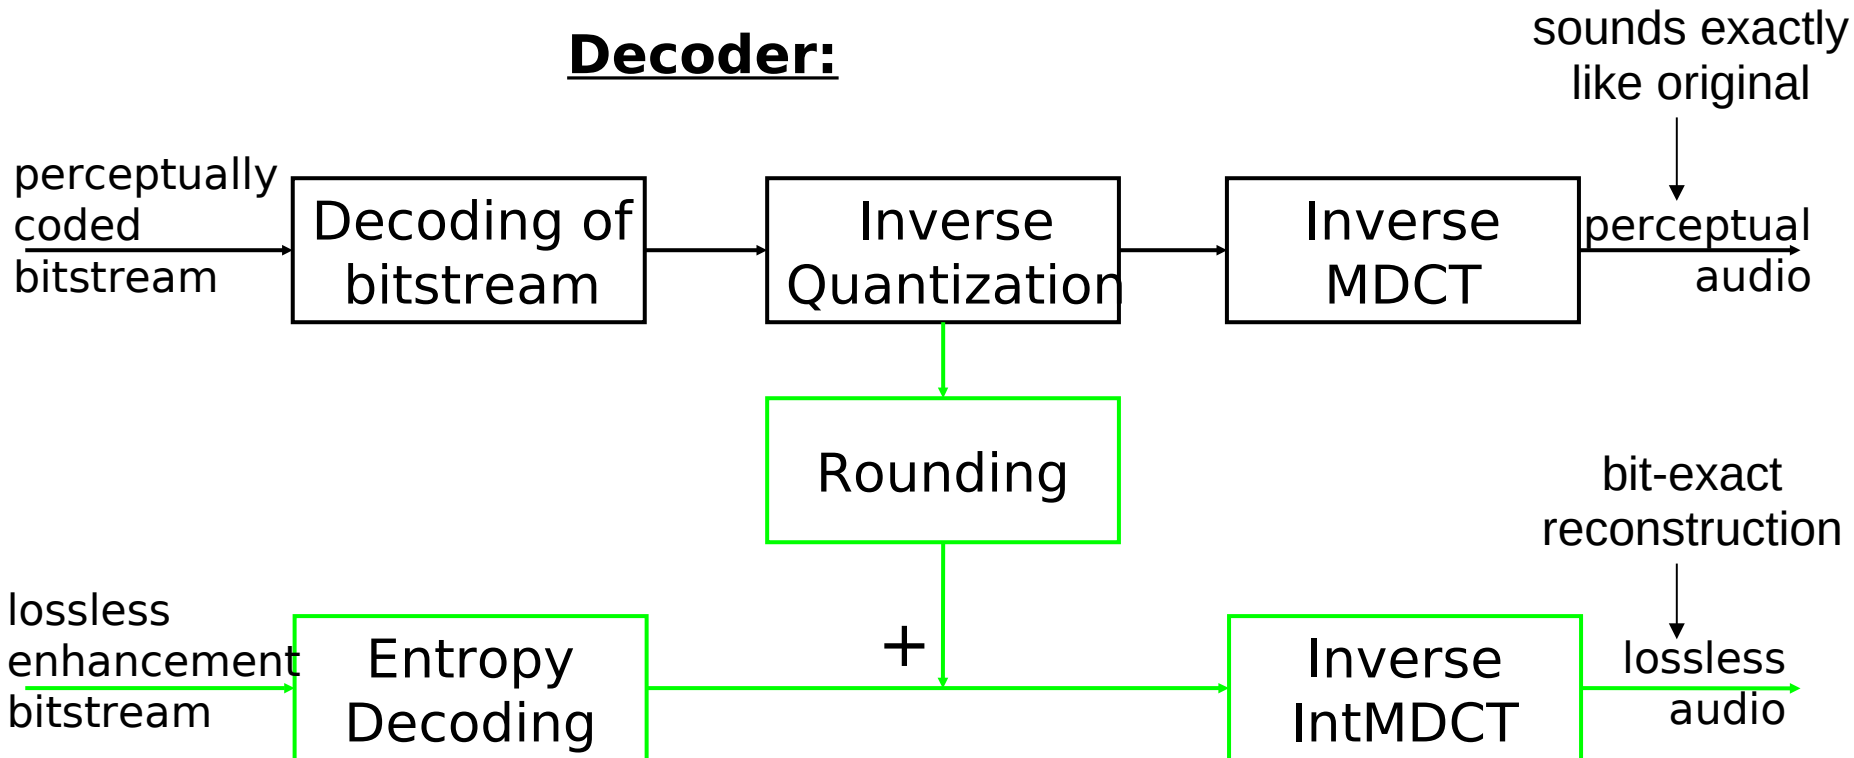 Decoder:
sounds exactly
like original
perceptually
coded
bitstream
Decoding of
bitstream
Inverse
Quantization
Inverse
MDCT
perceptual
audio
Rounding
bit-exact
reconstruction
lossless
enhancement
bitstream
Entropy
Decoding
+
Inverse
IntMDCT
lossless
audio